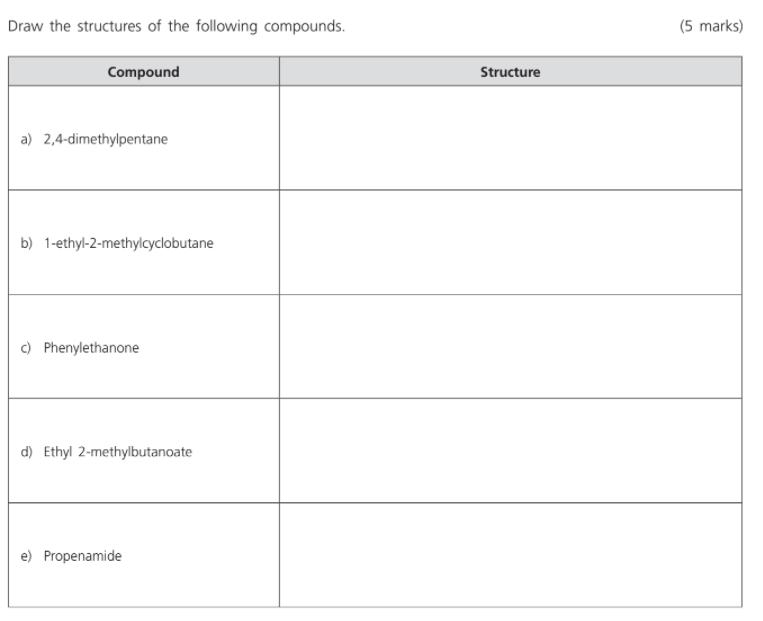 Draw the structures of the following compounds. (5 marks)
Compound Structure
a) 2,4-dimethylpentane
b) 1-ethyl-2-methylcyclobutane
c) Phenylethanone
d) Ethyl 2-methylbutanoate
e) Propenamide